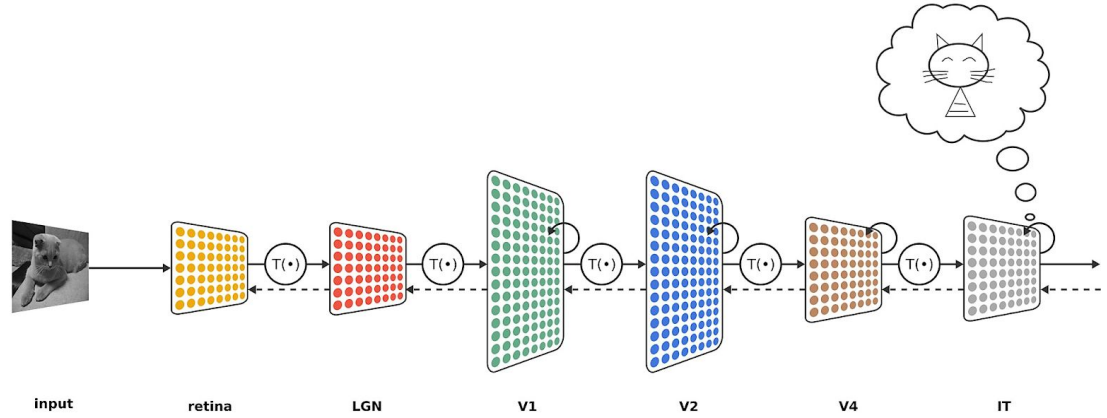 T(•) T(•) T(•) T(•) T(•)
input retina LGN V1 V2 V4 IT